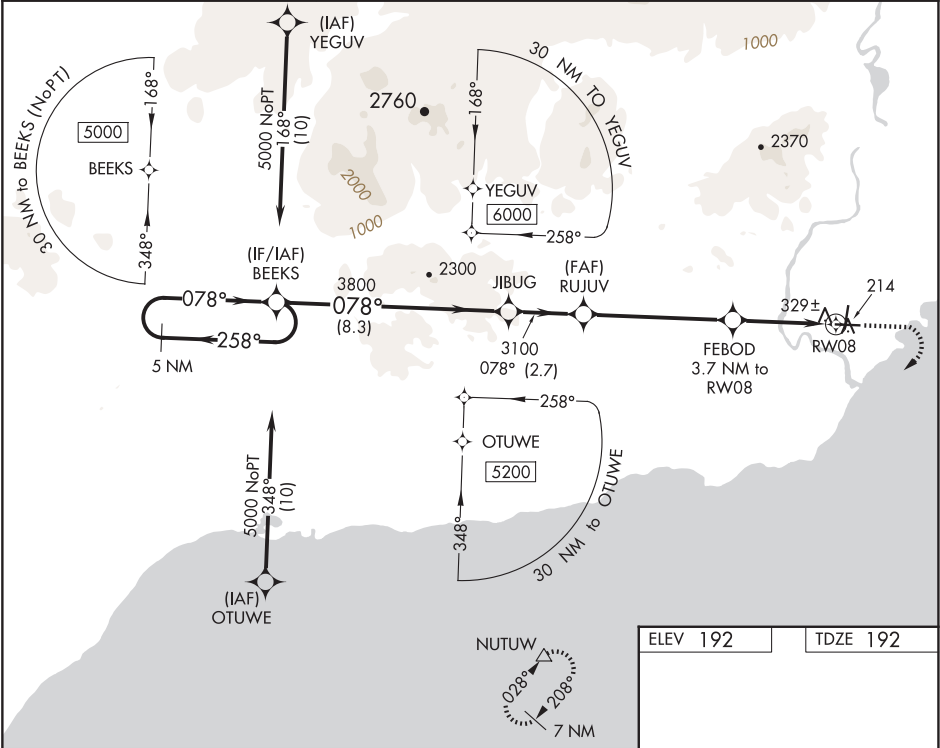 (IAF)
YEGUV
1000
30 NM to BEEKS (NoPT)
168°
5000
BEEKS
348°
5000 NoPT
168°
(10)
2760
30 NM TO YEGUV
168°
YEGUV
6000
258°
2370
2000
1000
(IF/IAF)
BEEKS
078°
258°
5 NM
3800
078°
(8.3)
2300
JIBUG
(FAF)
RUJUV
3100
078° (2.7)
FEBOD
3.7 NM to
RW08
329±
214
RW08
258°
OTUWE
5200
348°
30 NM to OTUWE
5000 NoPT
348°
(10)
(IAF)
OTUWE
NUTUW
028°
208°
7 NM
ELEV 192
TDZE 192